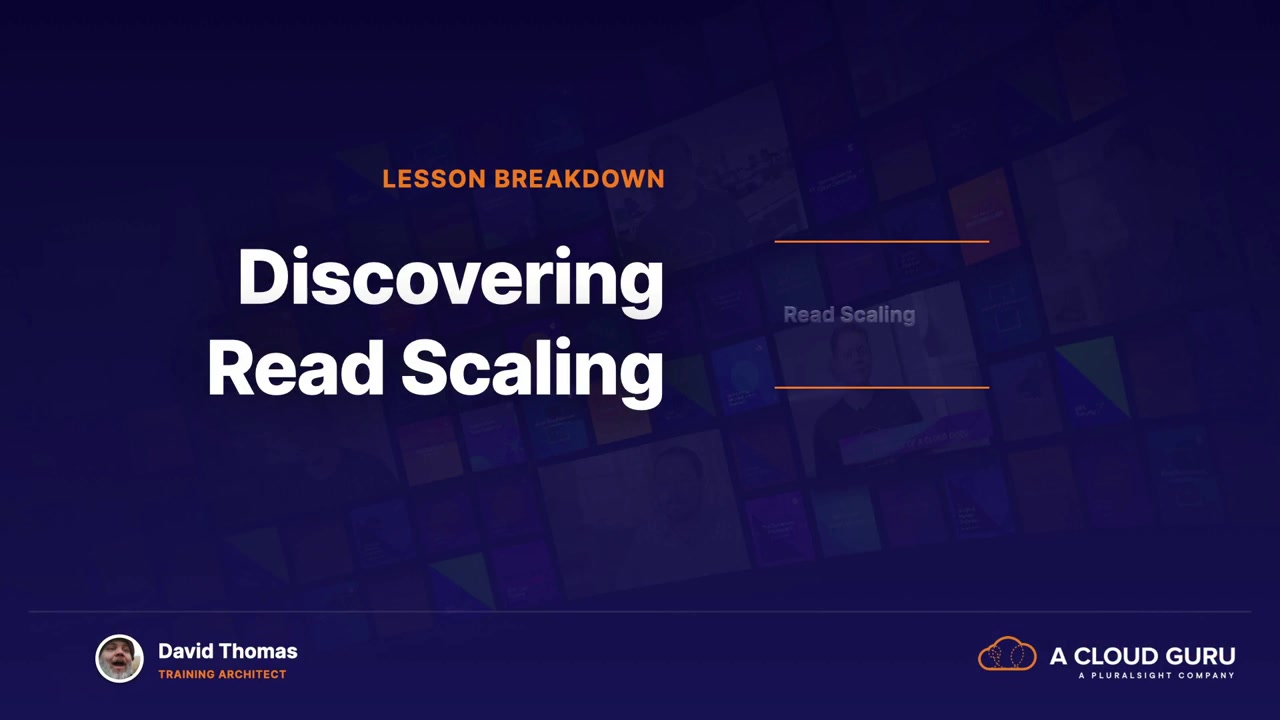 LESSON BREAKDOWN
Discovering
Read Scaling
Read Scaling
David Thomas
TRAINING ARCHITECT
A CLOUD GURU
A PLURALSIGHT COMPANY